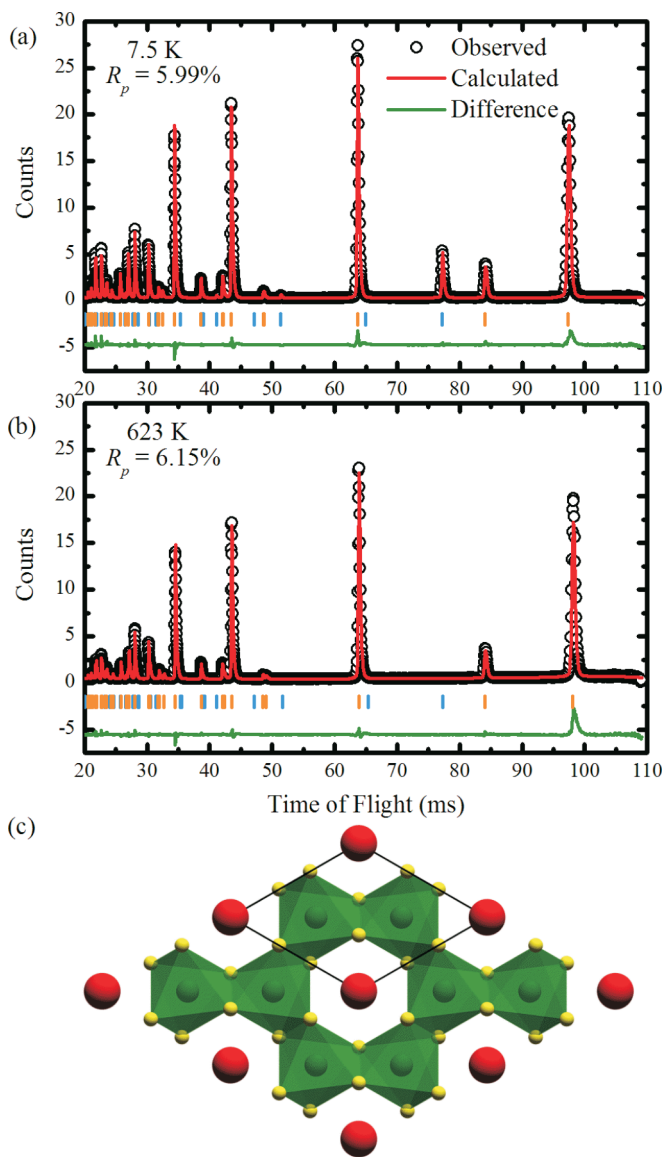 (a)
30
25
20
15
10
5
0
-5
Counts
7.5 K
R_p = 5.99%
Observed
Calculated
Difference
20 30 40 50 60 70 80 90 100 110
(b)
30
25
20
15
10
5
0
-5
Counts
623 K
R_p = 6.15%
20 30 40 50 60 70 80 90 100 110
Time of Flight (ms)
(c)